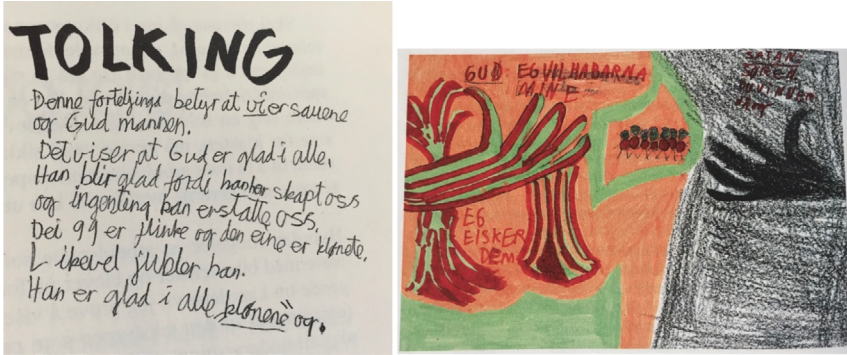 TOLKING
Denne forteljinga betyr at vi er sauene
og Gud mannen.
Det viser at Gud er glad i alle.
Han blir glad fordi han har skapt oss
og ingenting kan erstatte oss.
Dei 99 er flinke og den eine er klønete.
Likevel jubler han.
Han er glad i alle "klønene" og.
GUD: EG VIL HA BARNA
MINE
EG
ELSKER
DEM
SATAN: